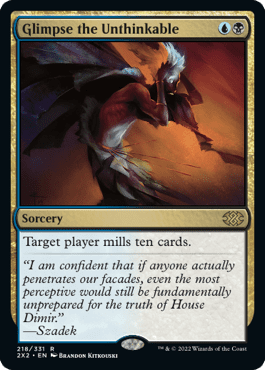 Glimpse the Unthinkable
Sorcery
Target player mills ten cards.
“I am confident that if anyone actually
penetrates our facades, even the most
perceptive would still be fundamentally
unprepared for the truth of House
Dimir.”
—Szadek
218/331 R
2X2 • EN BRANDON KITKOUSKI
™ & © 2022 Wizards of the Coast